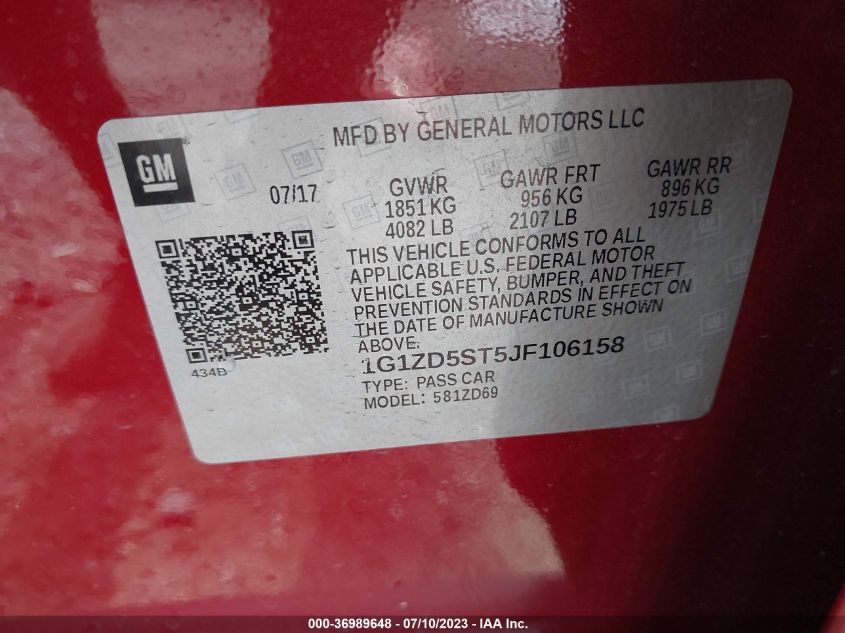 MFD BY GENERAL MOTORS LLC
GM
07/17
GVWR
1851 KG
4082 LB
GAWR FRT
956 KG
2107 LB
GAWR RR
896 KG
1975 LB
THIS VEHICLE CONFORMS TO ALL
APPLICABLE U.S. FEDERAL MOTOR
VEHICLE SAFETY, BUMPER, AND THEFT
PREVENTION STANDARDS IN EFFECT ON
THE DATE OF MANUFACTURE SHOWN
ABOVE.
434B
1G1ZD5ST5JF106158
TYPE: PASS CAR
MODEL: 581ZD69
000-36989648 - 07/10/2023 - IAA Inc.